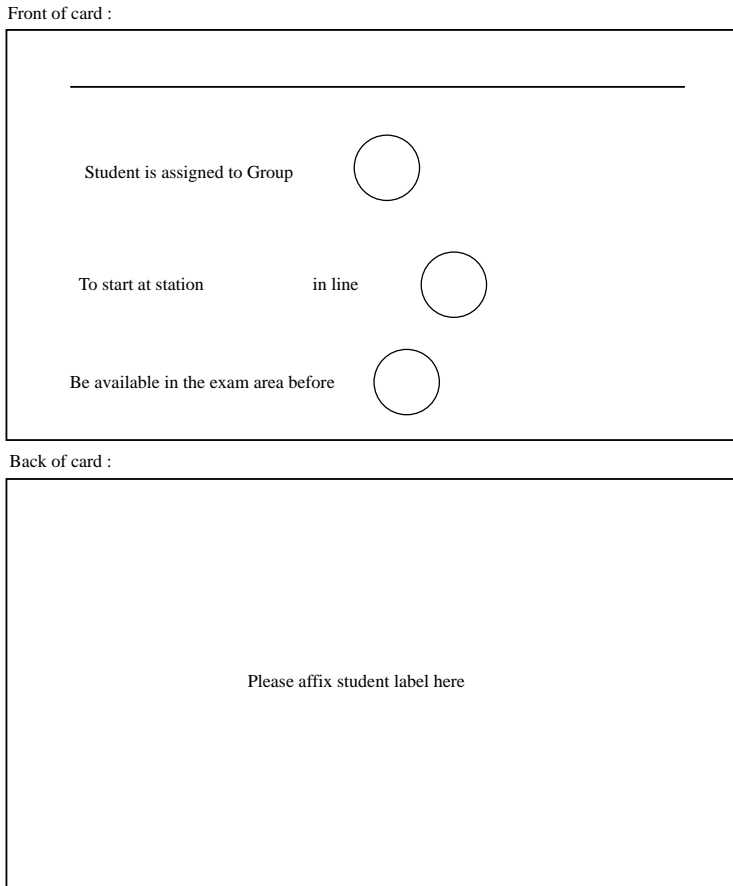 Front of card :
Student is assigned to Group
To start at station in line
Be available in the exam area before
Back of card :
Please affix student label here